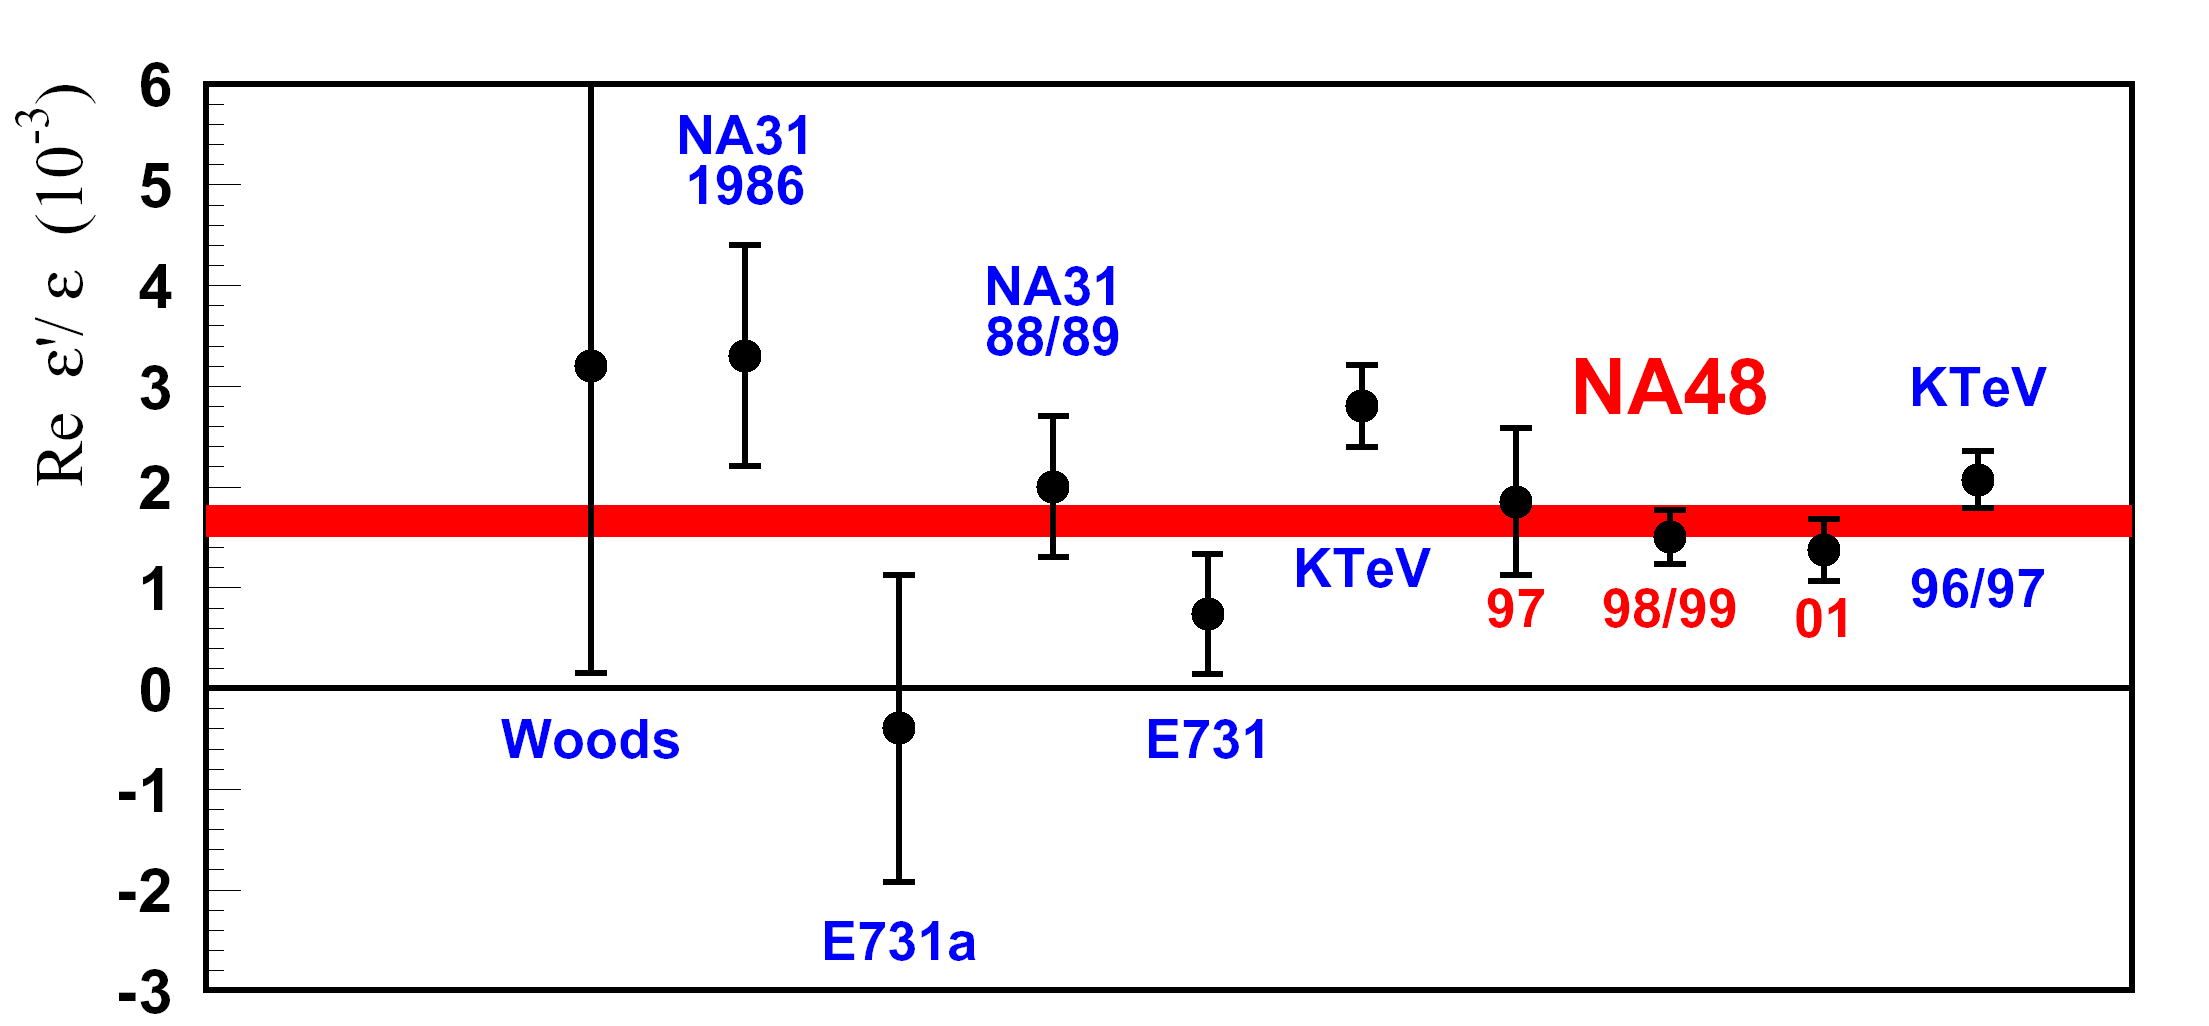 Re ε'/ ε (10⁻³)
6
5
4
3
2
1
0
-1
-2
-3
Woods
NA31
1986
E731a
NA31
88/89
E731
KTeV
NA48
97
98/99
01
KTeV
96/97